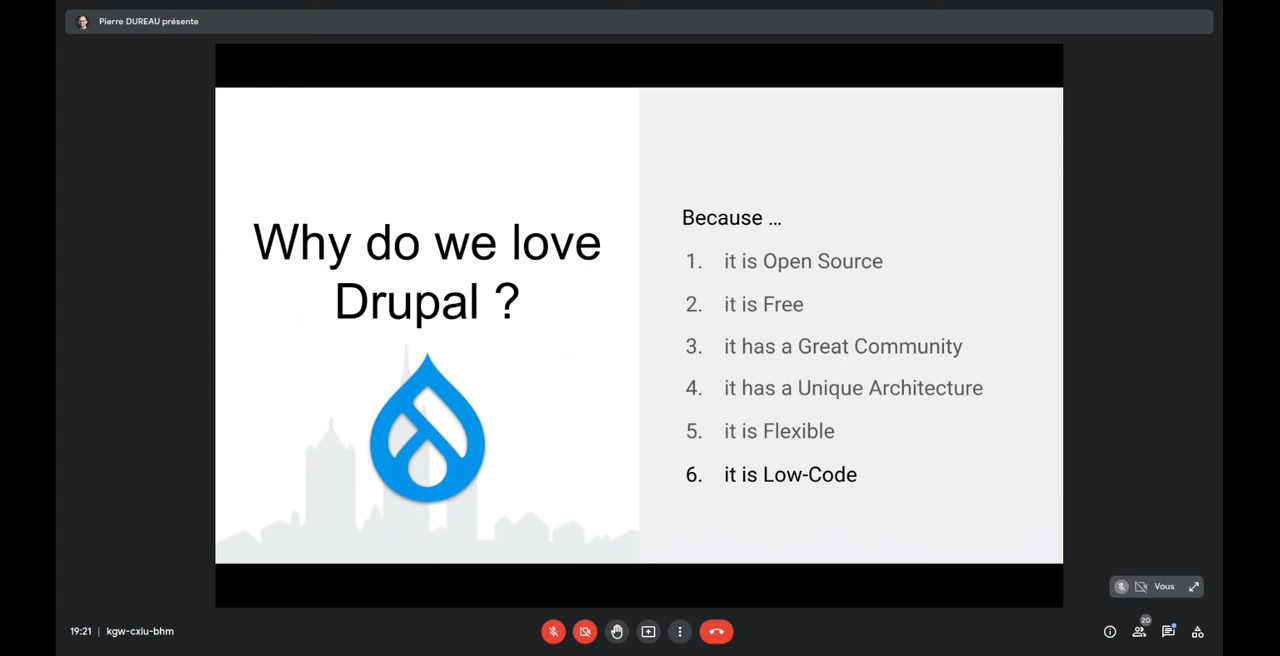 Pierre DUREAU présente
Why do we love
Drupal ?
Because ...
1. it is Open Source
2. it is Free
3. it has a Great Community
4. it has a Unique Architecture
5. it is Flexible
6. it is Low-Code
Vous
19:21 | kgw-cxiu-bhm
20